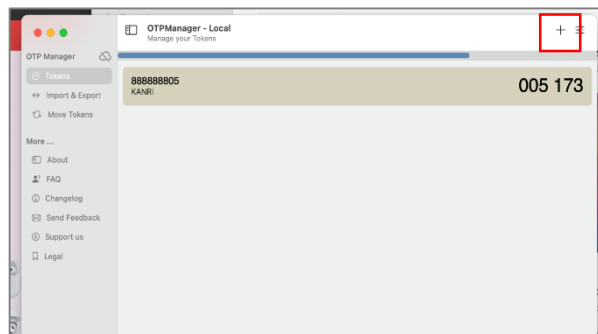 OTPManager - Local
Manage your Tokens
OTP Manager
Tokens
Import & Export
Move Tokens
More ...
About
FAQ
Changelog
Send Feedback
Support us
Legal
888888805
KANRI
005 173